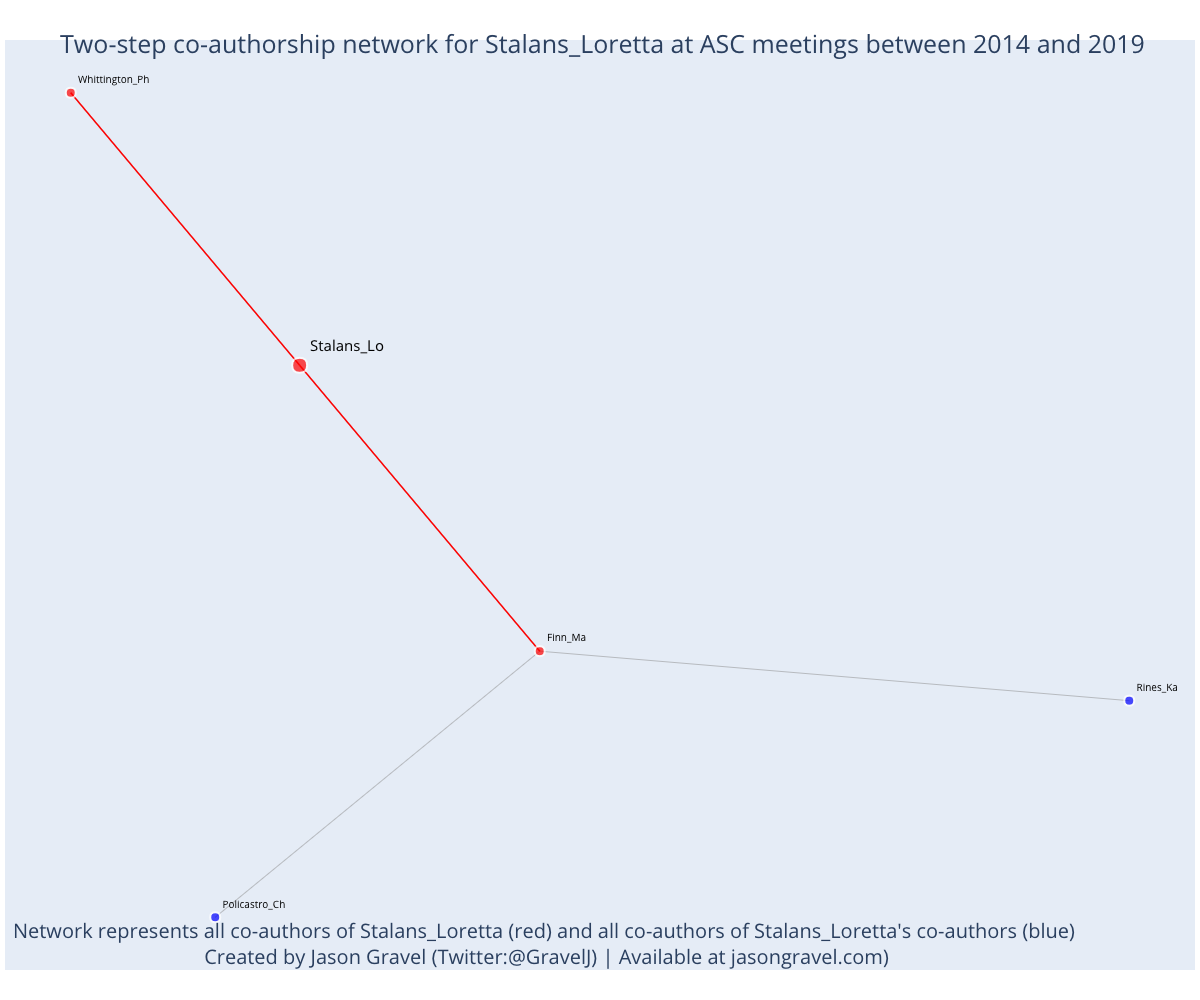 Two-step co-authorship network for Stalans_Loretta at ASC meetings between 2014 and 2019
Whittington_Ph
Stalans_Lo
Finn_Ma
Rines_Ka
Policastro_Ch
Network represents all co-authors of Stalans_Loretta (red) and all co-authors of Stalans_Loretta's co-authors (blue)
Created by Jason Gravel (Twitter:@GravelJ) | Available at jasongravel.com)